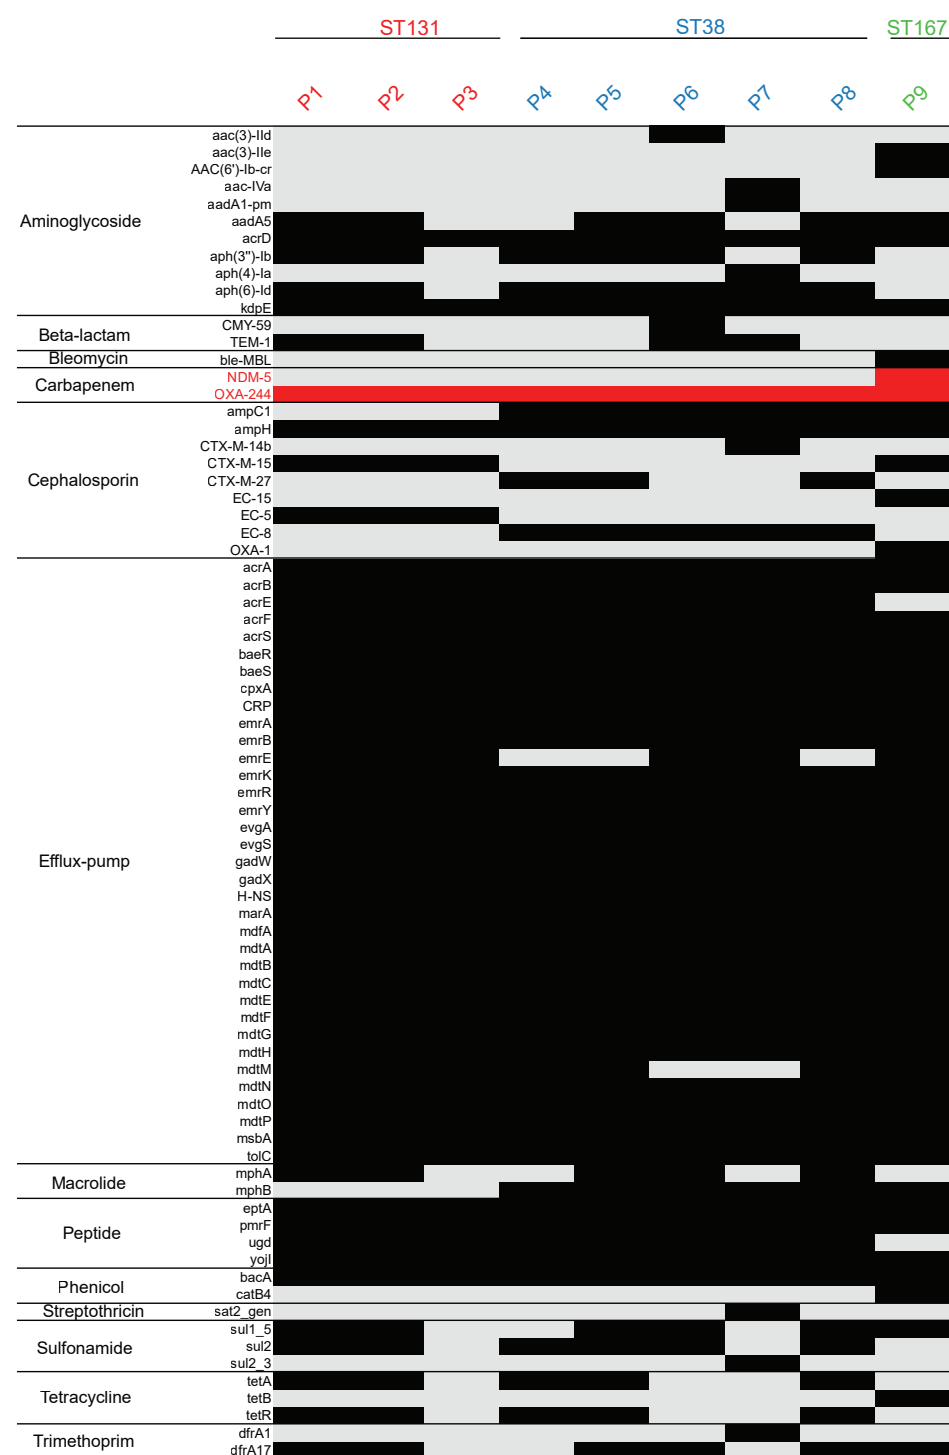 ST131 ST38 ST167
P1 P2 P3 P4 P5 P6 P7 P8 P9
aac(3)-IId
aac(3)-IIe
AAC(6')-Ib-cr
aac-IVa
aadA1-pm
Aminoglycoside
aadA5
acrD
aph(3")-Ib
aph(4)-Ia
aph(6)-Id
kdpE
Beta-lactam
CMY-59
TEM-1
Bleomycin ble-MBL
Carbapenem
NDM-5
OXA-244
ampC1
ampH
CTX-M-14b
CTX-M-15
Cephalosporin
CTX-M-27
EC-15
EC-5
EC-8
OXA-1
acrA
acrB
acrE
acrF
acrS
baeR
baeS
cpxA
CRP
emrA
emrB
emrE
emrK
emrR
emrY
evgA
evgS
Efflux-pump
gadW
gadX
H-NS
marA
mdfA
mdtA
mdtB
mdtC
mdtE
mdtF
mdtG
mdtH
mdtM
mdtN
mdtO
mdtP
msbA
tolC
Macrolide
mphA
mphB
eptA
pmrF
Peptide
ugd
yojI
Phenicol
bacA
catB4
Streptothricin sat2_gen
sul1_5
Sulfonamide
sul2
sul2_3
tetA
Tetracycline
tetB
tetR
Trimethoprim
dfrA1
dfrA17